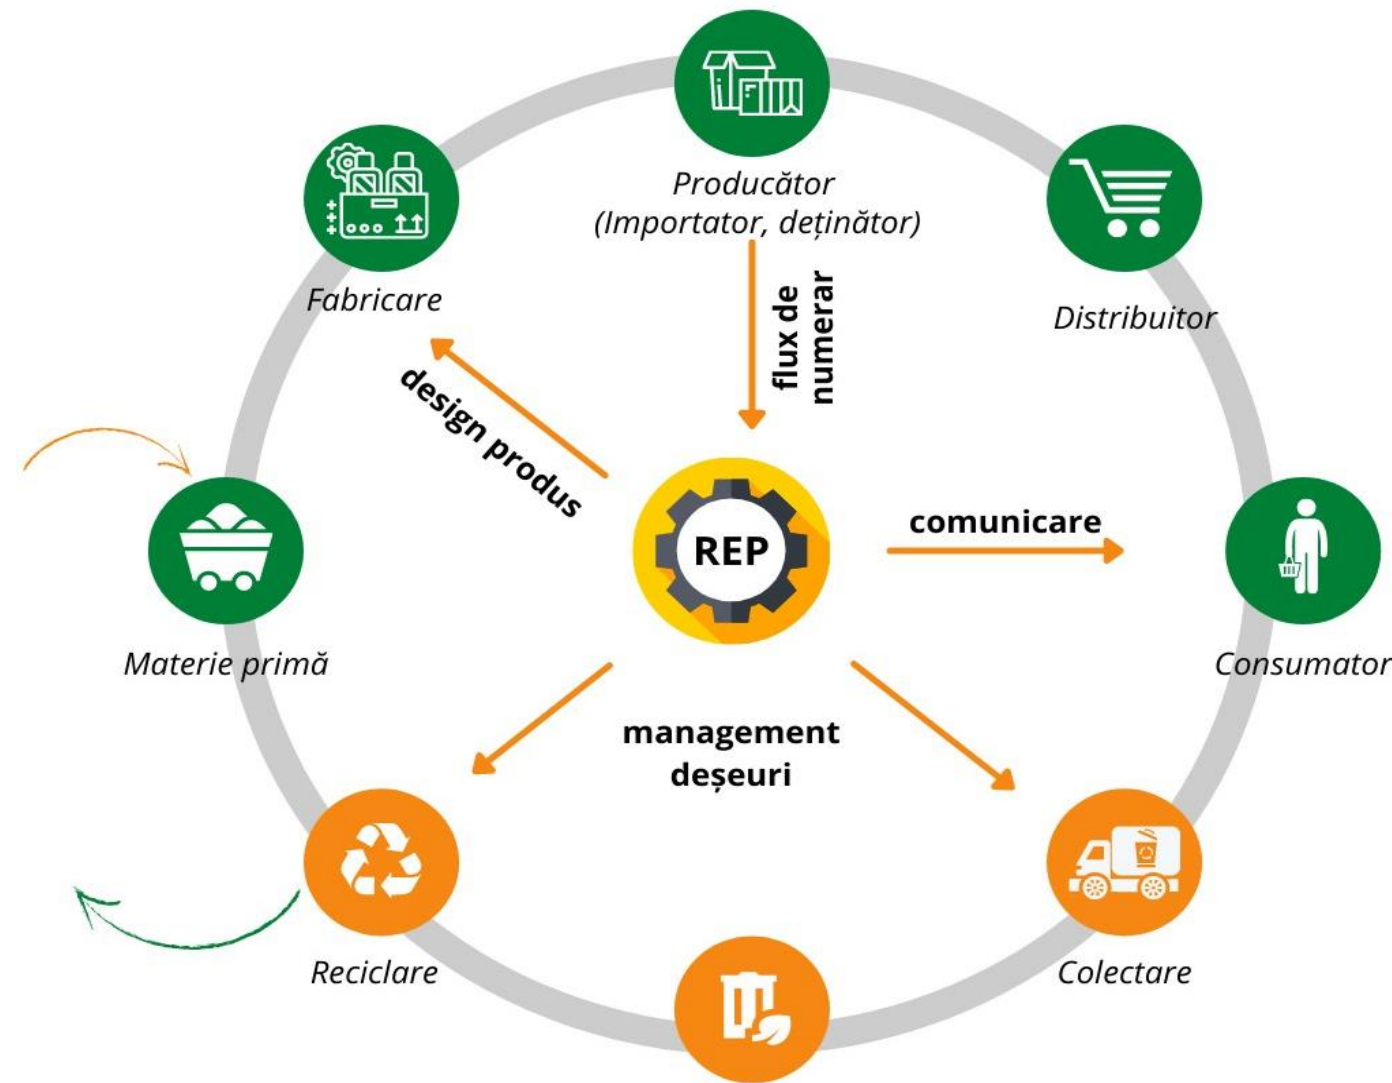 Producător
(Importator, deținător)
Fabricare
Distribuitor
flux de
numerar
design produs
REP
comunicare
Materie primă
Consumator
management
deșeuri
Reciclare
Colectare